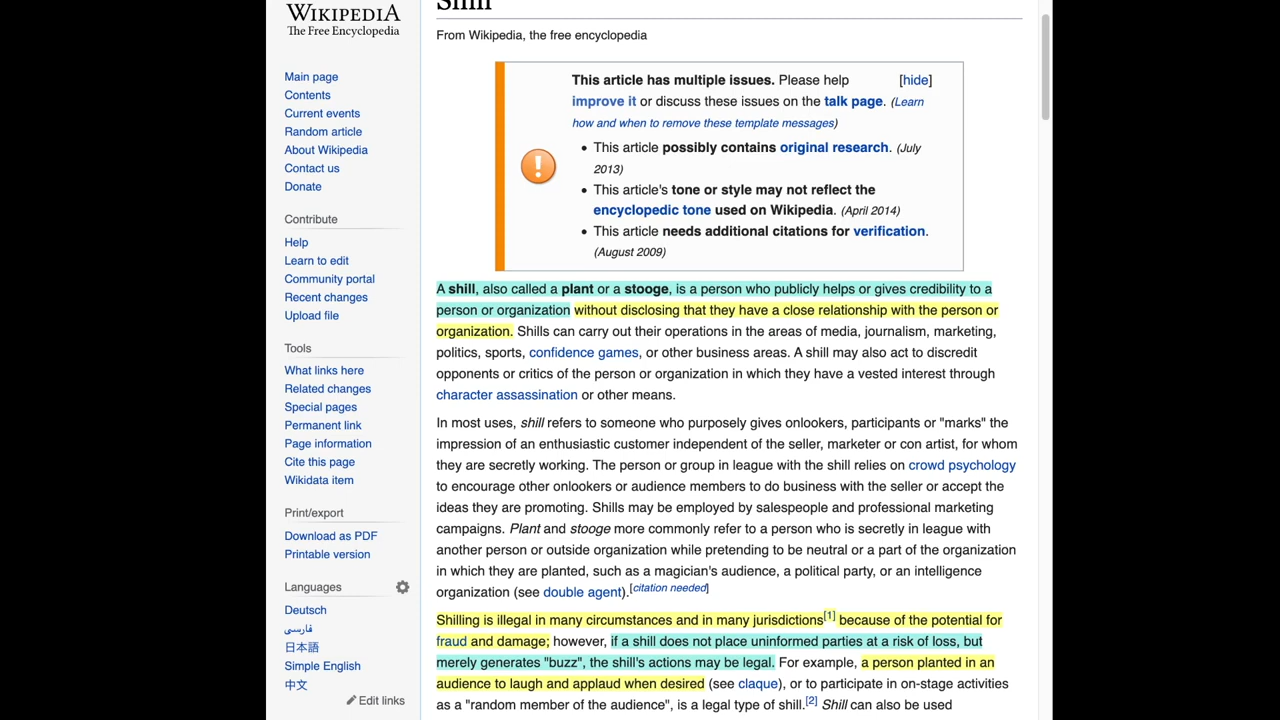 WIKIPEDIA
The Free Encyclopedia
Main page
Contents
Current events
Random article
About Wikipedia
Contact us
Donate
Contribute
Help
Learn to edit
Community portal
Recent changes
Upload file
Tools
What links here
Related changes
Special pages
Permanent link
Page information
Cite this page
Wikidata item
Print/export
Download as PDF
Printable version
Languages
Deutsch
فارسی
日本語
Simple English
中文
Edit links
Shill
From Wikipedia, the free encyclopedia
This article has multiple issues. Please help [hide]
improve it or discuss these issues on the talk page. (Learn
how and when to remove these template messages)
• This article possibly contains original research. (July
2013)
• This article's tone or style may not reflect the
encyclopedic tone used on Wikipedia. (April 2014)
• This article needs additional citations for verification.
(August 2009)
A shill, also called a plant or a stooge, is a person who publicly helps or gives credibility to a
person or organization without disclosing that they have a close relationship with the person or
organization. Shills can carry out their operations in the areas of media, journalism, marketing,
politics, sports, confidence games, or other business areas. A shill may also act to discredit
opponents or critics of the person or organization in which they have a vested interest through
character assassination or other means.
In most uses, shill refers to someone who purposely gives onlookers, participants or "marks" the
impression of an enthusiastic customer independent of the seller, marketer or con artist, for whom
they are secretly working. The person or group in league with the shill relies on crowd psychology
to encourage other onlookers or audience members to do business with the seller or accept the
ideas they are promoting. Shills may be employed by salespeople and professional marketing
campaigns. Plant and stooge more commonly refer to a person who is secretly in league with
another person or outside organization while pretending to be neutral or a part of the organization
in which they are planted, such as a magician's audience, a political party, or an intelligence
organization (see double agent).[citation needed]
Shilling is illegal in many circumstances and in many jurisdictions[1] because of the potential for
fraud and damage; however, if a shill does not place uninformed parties at a risk of loss, but
merely generates "buzz", the shill's actions may be legal. For example, a person planted in an
audience to laugh and applaud when desired (see claque), or to participate in on-stage activities
as a "random member of the audience", is a legal type of shill.[2] Shill can also be used